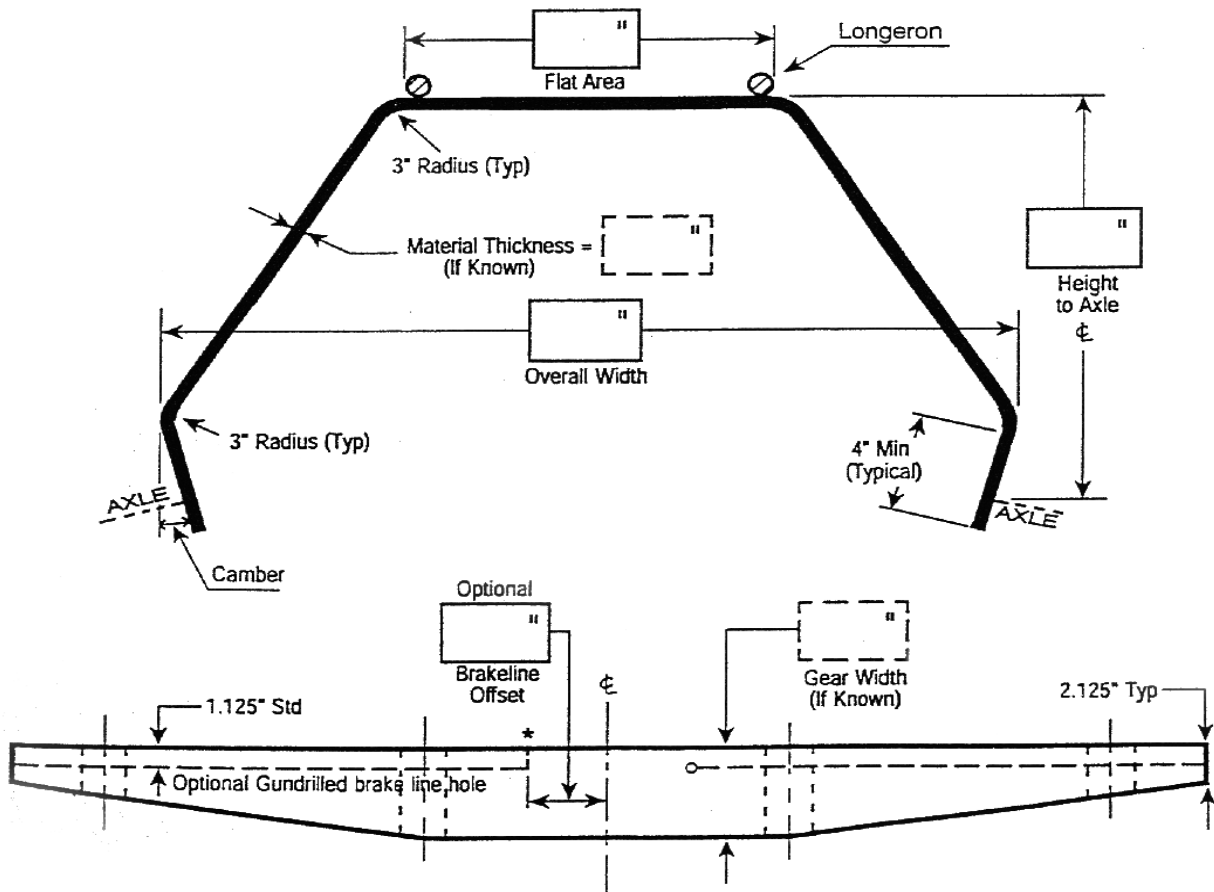 "
Longeron
Flat Area
3" Radius (Typ)
Material Thickness =
(If Known)
"
"
Height
to Axle
℄
"
Overall Width
3" Radius (Typ)
4" Min
(Typical)
AXLE
AXLE
Camber
Optional
"
Brakeline
Offset
℄
"
Gear Width
(If Known)
2.125" Typ
1.125" Std
*
Optional Gundrilled brake line hole